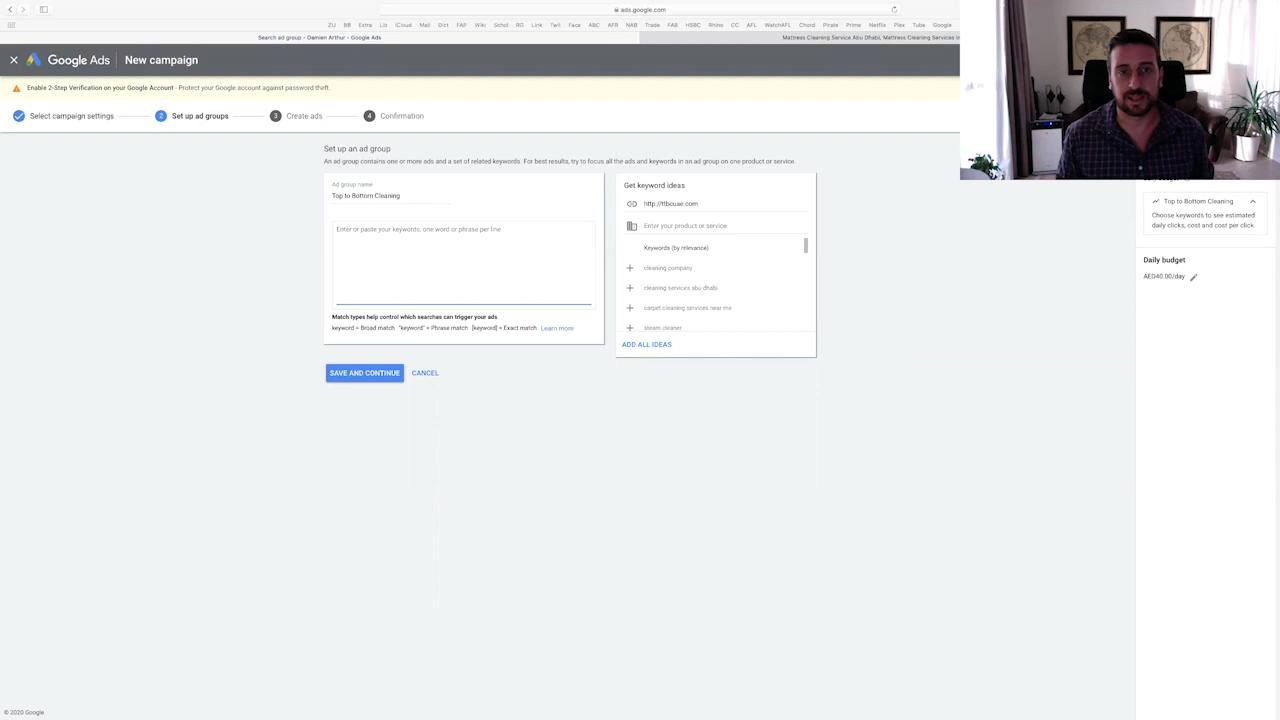 ads.google.com
ZU BB Extra Lis iCloud Mail Dict FAP Wiki Schol RG Link Twit Face ABC AFR NAB Trade FAB HSBC Rhino CC AFL WatchAFL Chord Pirate Prime Netflix Plex Tube Google
Search ad group - Damien Arthur - Google Ads
Mattress Cleaning Service Abu Dhabi, Mattress Cleaning Services in
Google Ads
New campaign
Enable 2-Step Verification on your Google Account - Protect your Google account against password theft.
Select campaign settings
2 Set up ad groups
3 Create ads
4 Confirmation
Set up an ad group
An ad group contains one or more ads and a set of related keywords. For best results, try to focus all the ads and keywords in an ad group on one product or service.
Ad group name
Top to Bottom Cleaning
Enter or paste your keywords, one word or phrase per line
Match types help control which searches can trigger your ads
keyword = Broad match "keyword" = Phrase match [keyword] = Exact match Learn more
Get keyword ideas
http://ttbcuae.com
Enter your product or service
Keywords (by relevance)
cleaning company
cleaning services abu dhabi
carpet cleaning services near me
steam cleaner
ADD ALL IDEAS
SAVE AND CONTINUE
CANCEL
Top to Bottom Cleaning
Choose keywords to see estimated
daily clicks, cost and cost per click
Daily budget
AED40.00/day
© 2020 Google